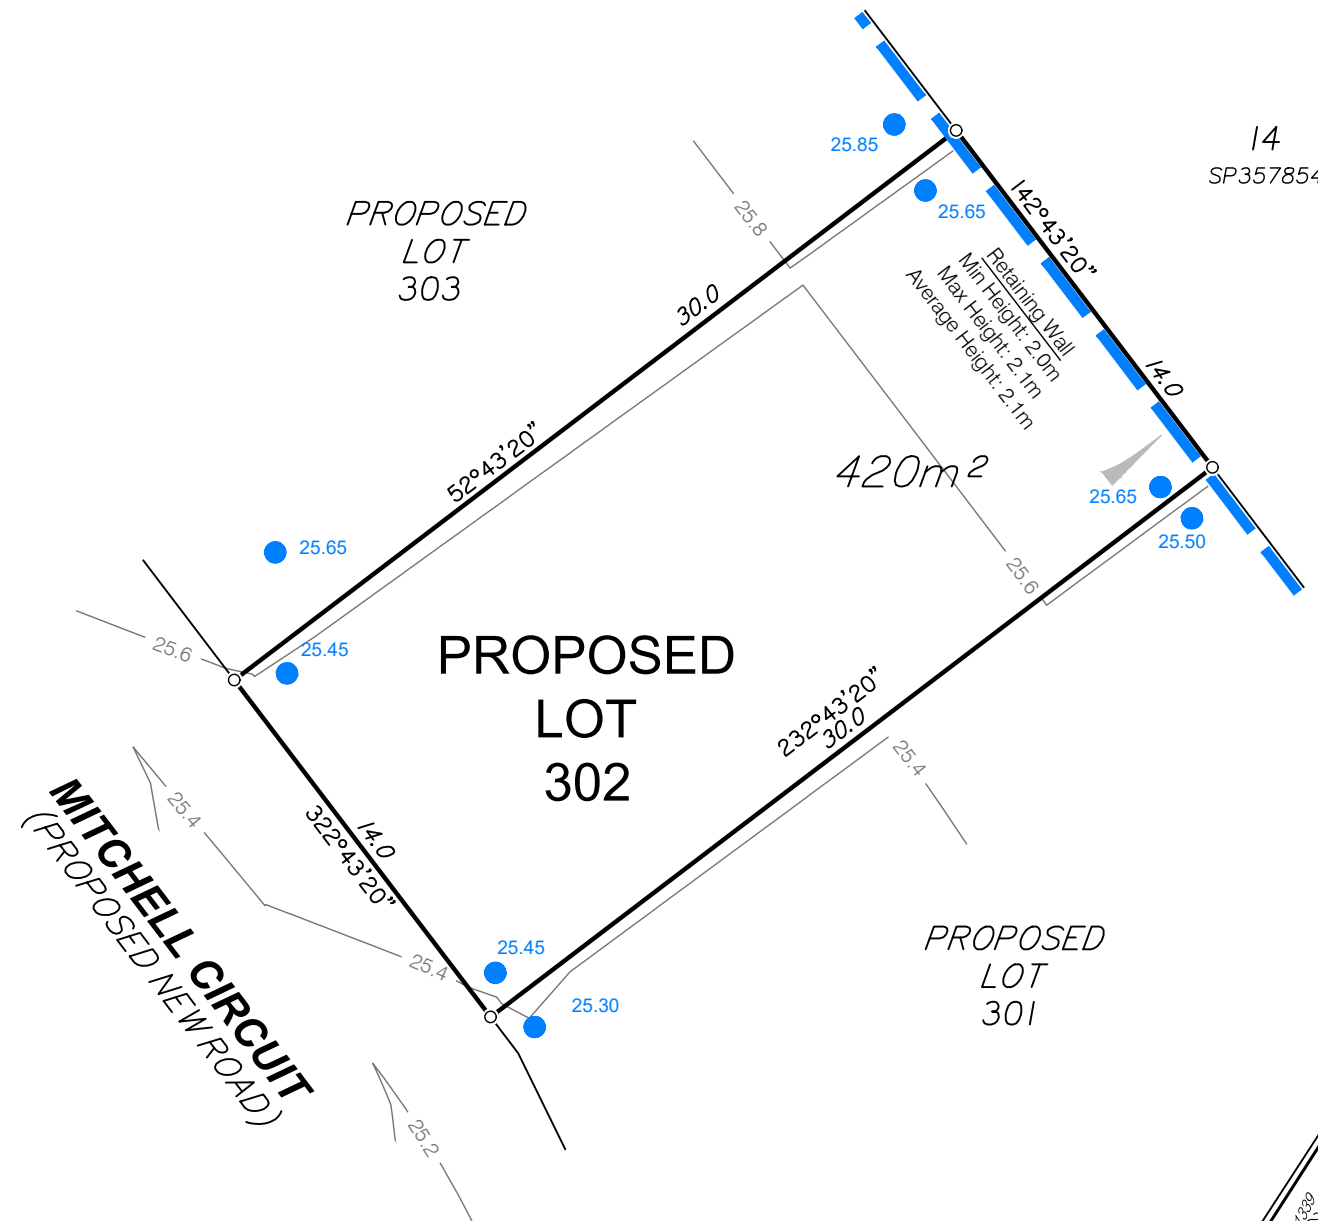 14
SP357854
25.85
25.65
142°43'20"
25.8
PROPOSED
LOT
303
30.0
Retaining Wall
Min Height: 2.0m
Max Height: 2.1m
Average Height: 2.1m
14.0
52°43'20"
420m²
25.65
25.50
25.65
25.6
25.45
25.6
PROPOSED
LOT
302
232°43'20"
30.0
25.4
25.4
14.0
322°43'20"
MITCHELL CIRCUIT
(PROPOSED NEW ROAD)
25.45
25.4
25.30
PROPOSED
LOT
301
25.2